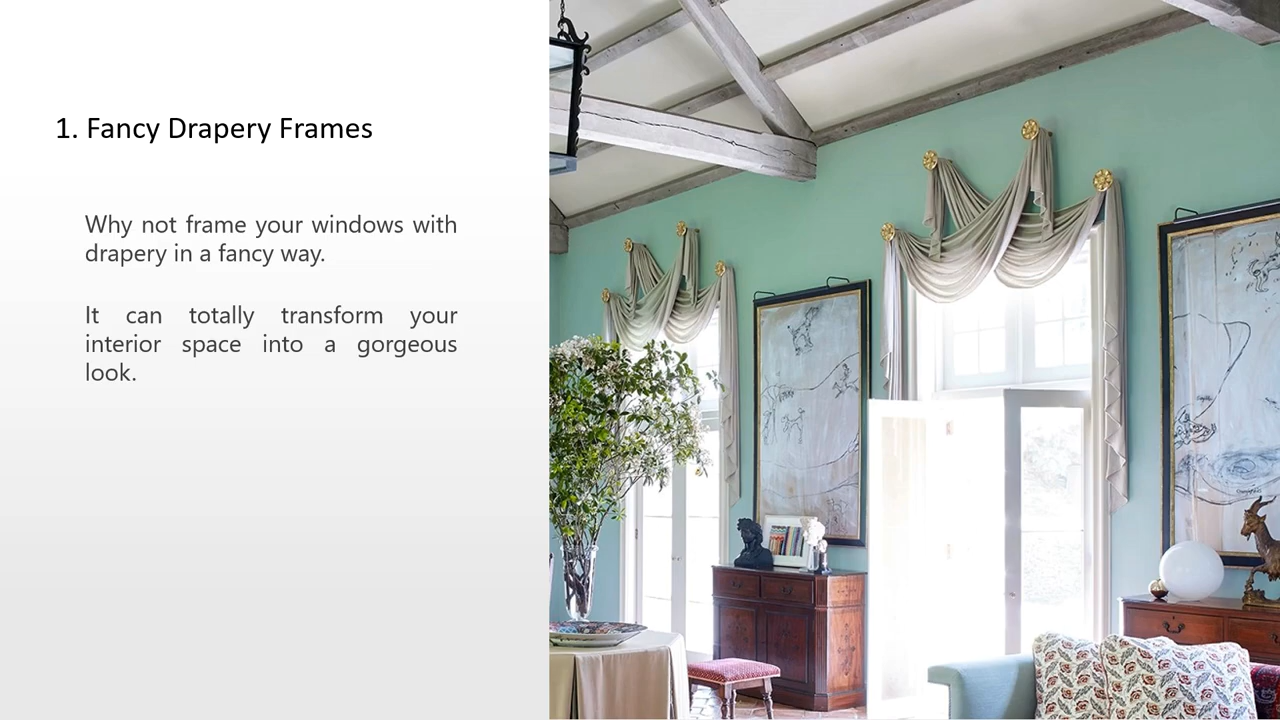 1. Fancy Drapery Frames
Why not frame your windows with
drapery in a fancy way.
It can totally transform your
interior space into a gorgeous
look.